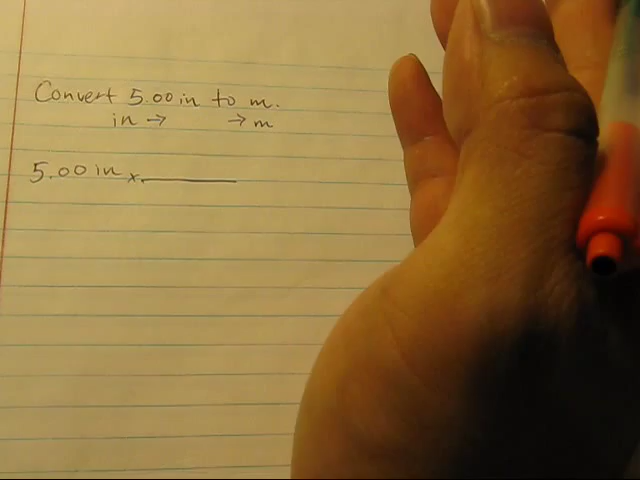 Convert 5.00 in to m.
in → → m
5.00 in x